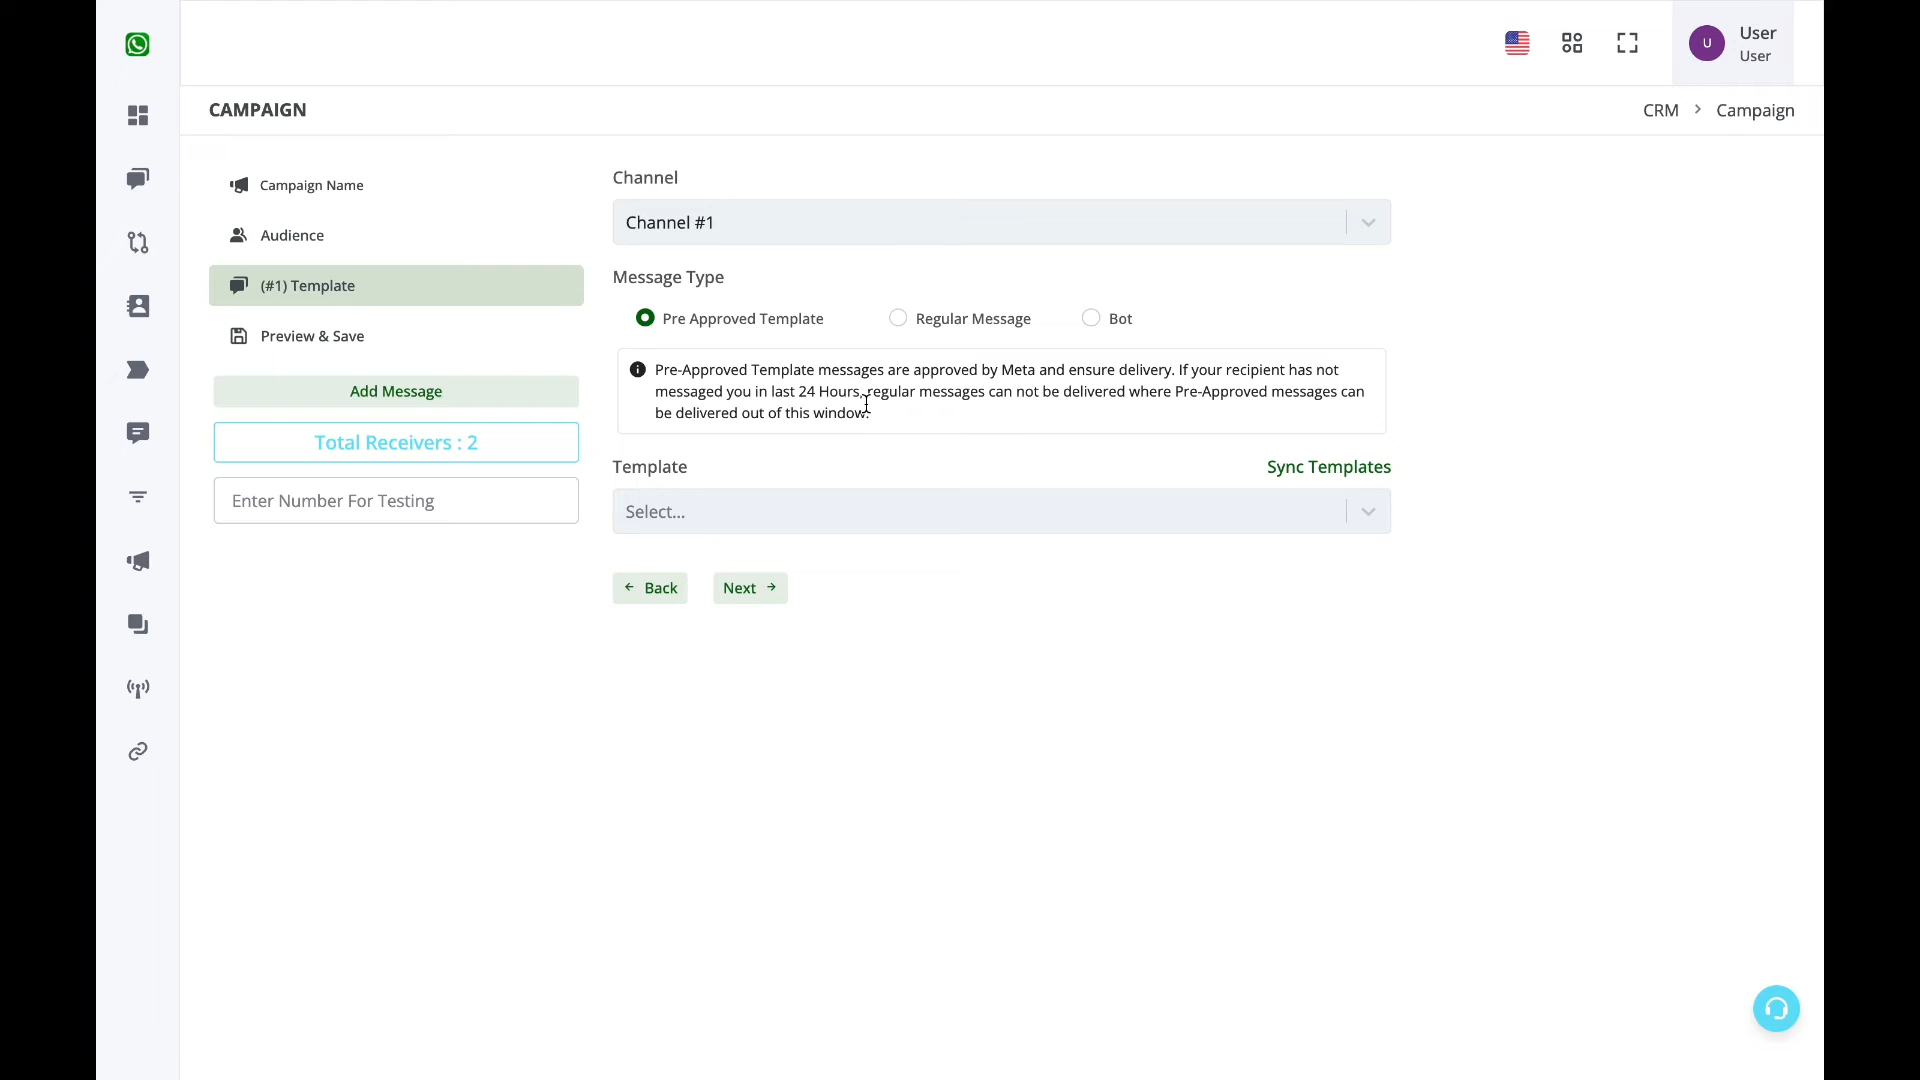 U
User
User
CAMPAIGN
CRM > Campaign
Campaign Name
Audience
(#1) Template
Preview & Save
Add Message
Total Receivers : 2
Enter Number For Testing
Channel
Channel #1
Message Type
Pre Approved Template
Regular Message
Bot
Pre-Approved Template messages are approved by Meta and ensure delivery. If your recipient has not
messaged you in last 24 Hours, regular messages can not be delivered where Pre-Approved messages can
be delivered out of this window.
Template
Sync Templates
Select...
← Back
Next →